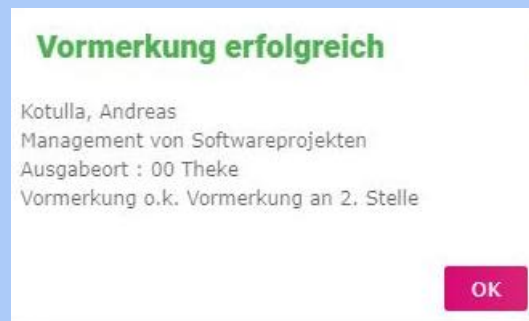 Vormerkung erfolgreich
Kotulla, Andreas
Management von Softwareprojekten
Ausgabeort : 00 Theke
Vormerkung o.k. Vormerkung an 2. Stelle
OK